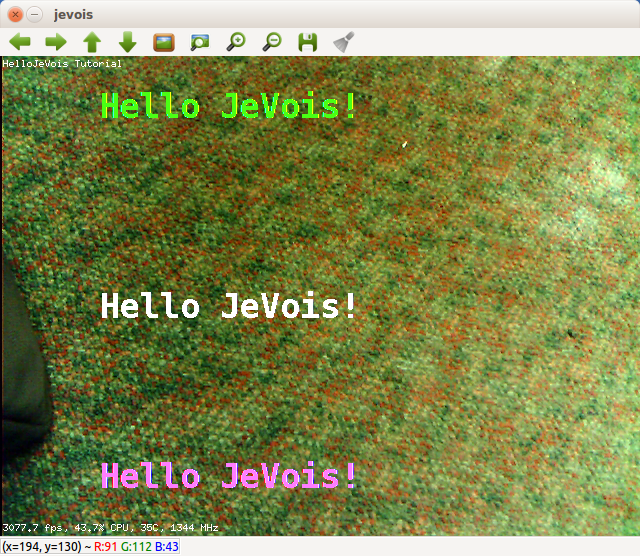 jevois
HelloJeVois Tutorial
Hello JeVois!
Hello JeVois!
Hello JeVois!
3077.7 fps, 43.7% CPU, 35C, 1344 MHz
(x=194, y=130) ~ R:91 G:112 B:43